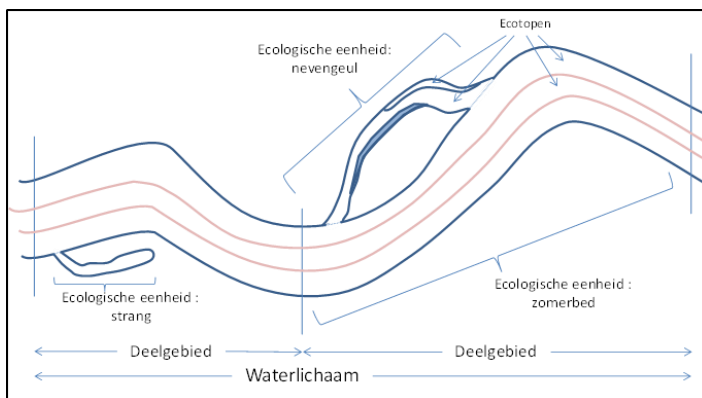 Ecotopen
Ecologische eenheid:
nevengeul
Ecologische eenheid :
strang
Ecologische eenheid :
zomerbed
Deelgebied
Deelgebied
Waterlichaam